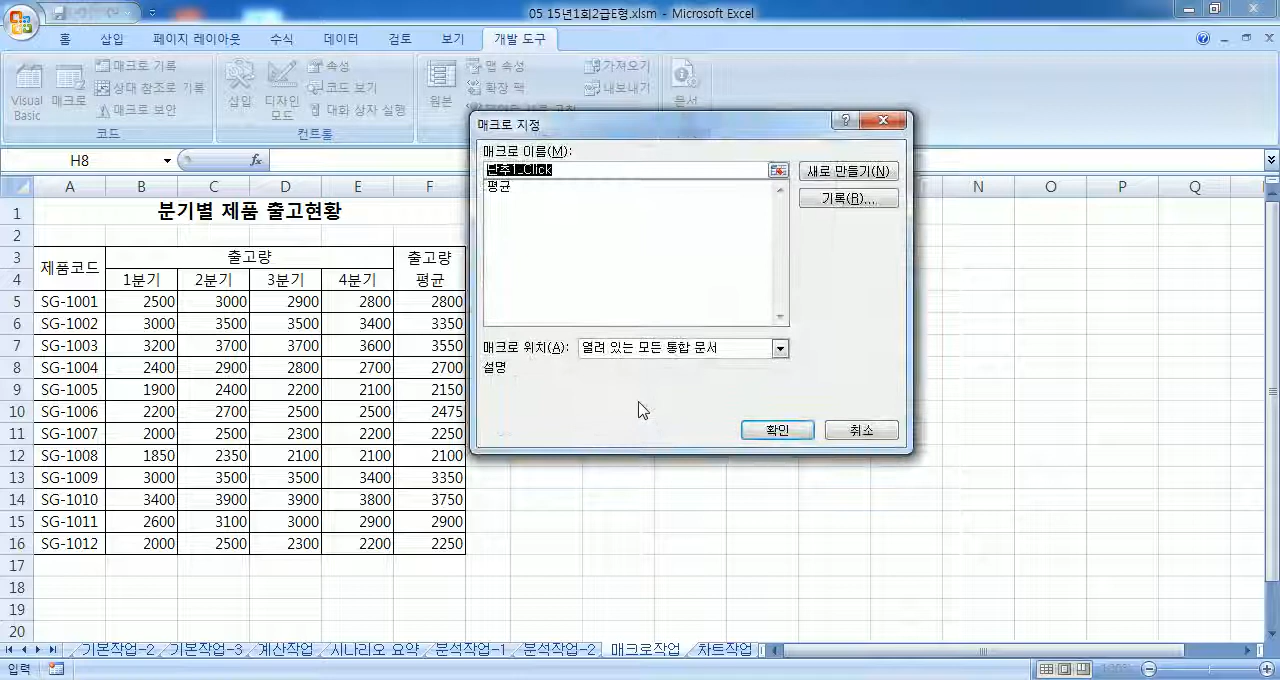 05 15년1회2급E형.xlsm - Microsoft Excel
홈 삽입 페이지 레이아웃 수식 데이터 검토 보기 개발 도구
Visual Basic 매크로 매크로 기록 상대 참조로 기록 매크로 보안
코드
삽입 디자인 모드 속성 코드 보기 대화 상자 실행
컨트롤
원본 맵 속성 확장 팩 가져오기 내보내기
문서
H8 fx
매크로 지정
매크로 이름(M):
단추1_Click
평균
새로 만들기(N)
기록(R)...
매크로 위치(A): 열려 있는 모든 통합 문서
설명
확인 취소
A B C D E F N O P Q
1 분기별 제품 출고현황
2
3 제품코드 출고량 출고량
4 1분기 2분기 3분기 4분기 평균
5 SG-1001 2500 3000 2900 2800 2800
6 SG-1002 3000 3500 3500 3400 3350
7 SG-1003 3200 3700 3700 3600 3550
8 SG-1004 2400 2900 2800 2700 2700
9 SG-1005 1900 2400 2200 2100 2150
10 SG-1006 2200 2700 2500 2500 2475
11 SG-1007 2000 2500 2300 2200 2250
12 SG-1008 1850 2350 2100 2100 2100
13 SG-1009 3000 3500 3500 3400 3350
14 SG-1010 3400 3900 3900 3800 3750
15 SG-1011 2600 3100 3000 2900 2900
16 SG-1012 2000 2500 2300 2200 2250
17
18
19
20
기본작업-2 기본작업-3 계산작업 시나리오 요약 분석작업-1 분석작업-2 매크로작업 차트작업
입력